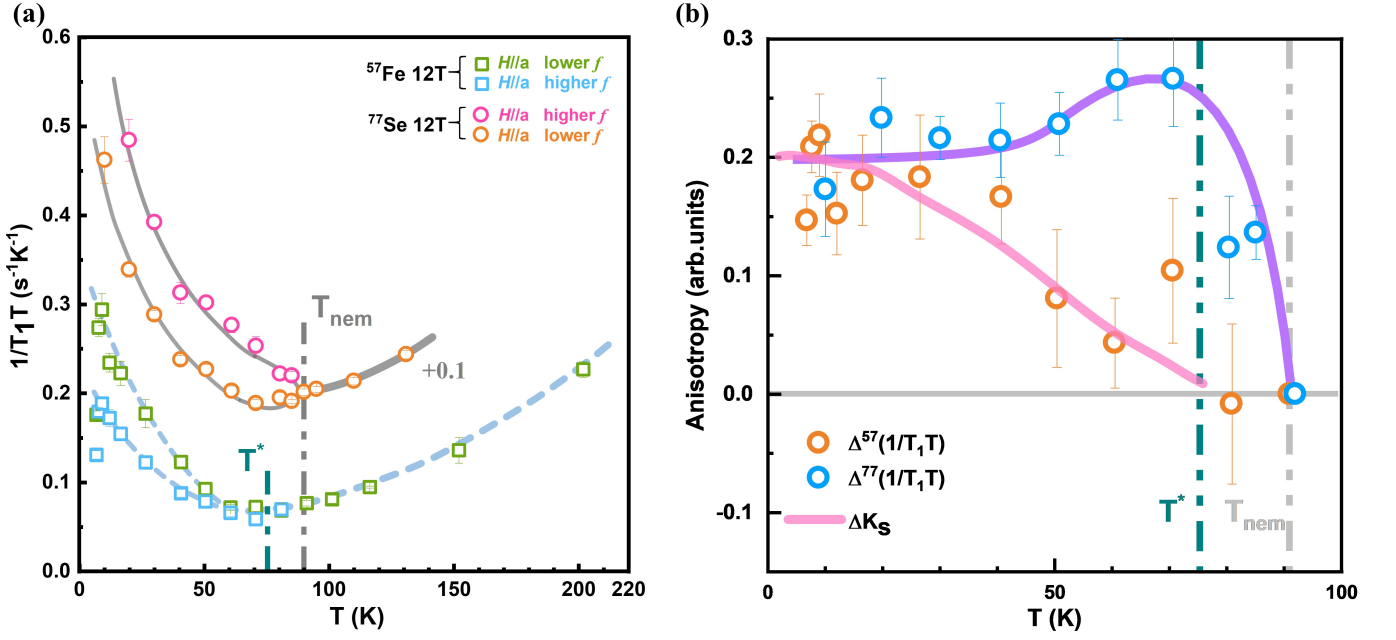 (a)
0.6
0.5
0.4
0.3
0.2
0.1
0.0
1/T₁T (s⁻¹K⁻¹)
⁵⁷Fe 12T
H//a lower f
H//a higher f
⁷⁷Se 12T
H//a higher f
H//a lower f
Tnem
+0.1
T*
0 50 100 150 200 220
T (K)
(b)
0.3
0.2
0.1
0.0
-0.1
Anisotropy (arb.units)
Δ⁵⁷(1/T₁T)
Δ⁷⁷(1/T₁T)
ΔKs
T*
Tnem
0 50 100
T (K)